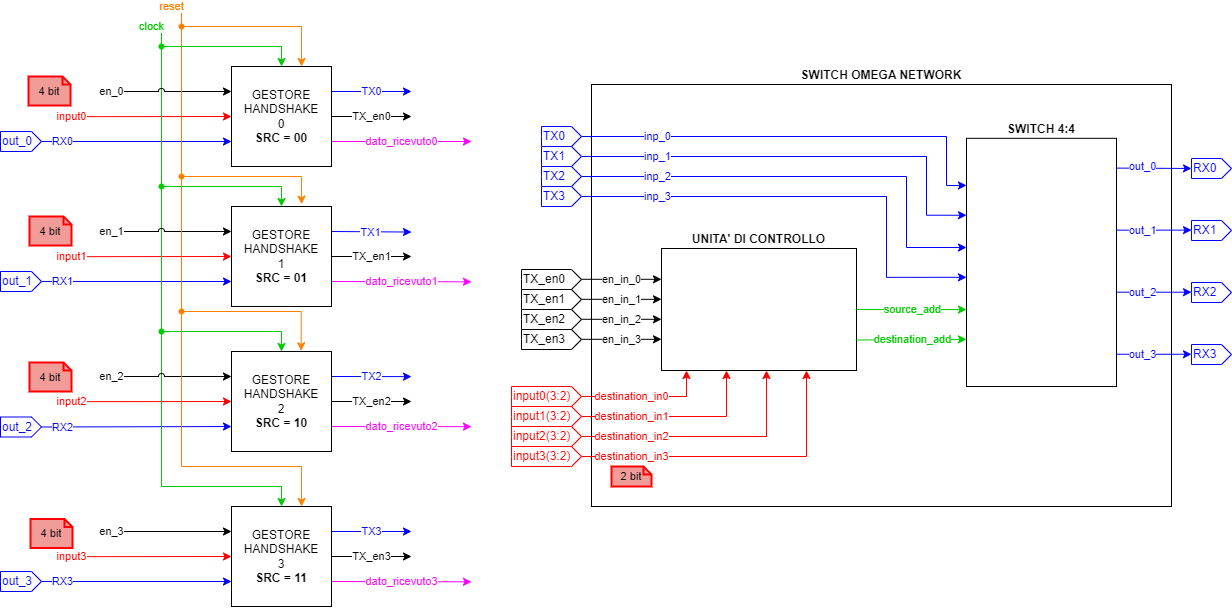 reset
clock
4 bit
en_0
input0
out_0
RX0
GESTORE
HANDSHAKE
0
SRC = 00
TX0
TX_en0
dato_ricevuto0
4 bit
en_1
input1
out_1
RX1
GESTORE
HANDSHAKE
1
SRC = 01
TX1
TX_en1
dato_ricevuto1
4 bit
en_2
input2
out_2
RX2
GESTORE
HANDSHAKE
2
SRC = 10
TX2
TX_en2
dato_ricevuto2
4 bit
en_3
input3
out_3
RX3
GESTORE
HANDSHAKE
3
SRC = 11
TX3
TX_en3
dato_ricevuto3
SWITCH OMEGA NETWORK
TX0
inp_0
TX1
inp_1
TX2
inp_2
TX3
inp_3
UNITA' DI CONTROLLO
TX_en0
en_in_0
TX_en1
en_in_1
TX_en2
en_in_2
TX_en3
en_in_3
source_add
destination_add
input0(3:2)
destination_in0
input1(3:2)
destination_in1
input2(3:2)
destination_in2
input3(3:2)
destination_in3
2 bit
SWITCH 4:4
out_0
RX0
out_1
RX1
out_2
RX2
out_3
RX3